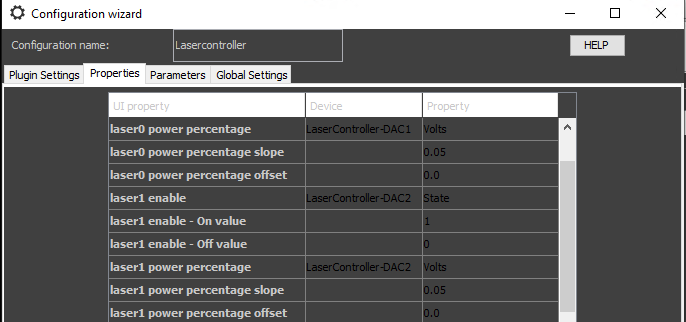 Configuration wizard
Configuration name: Lasercontroller HELP
Plugin Settings Properties Parameters Global Settings
UI property Device Property
laser0 power percentage LaserController-DAC1 Volts
laser0 power percentage slope 0.05
laser0 power percentage offset 0.0
laser1 enable LaserController-DAC2 State
laser1 enable - On value 1
laser1 enable - Off value 0
laser1 power percentage LaserController-DAC2 Volts
laser1 power percentage slope 0.05
laser1 power percentage offset 0.0